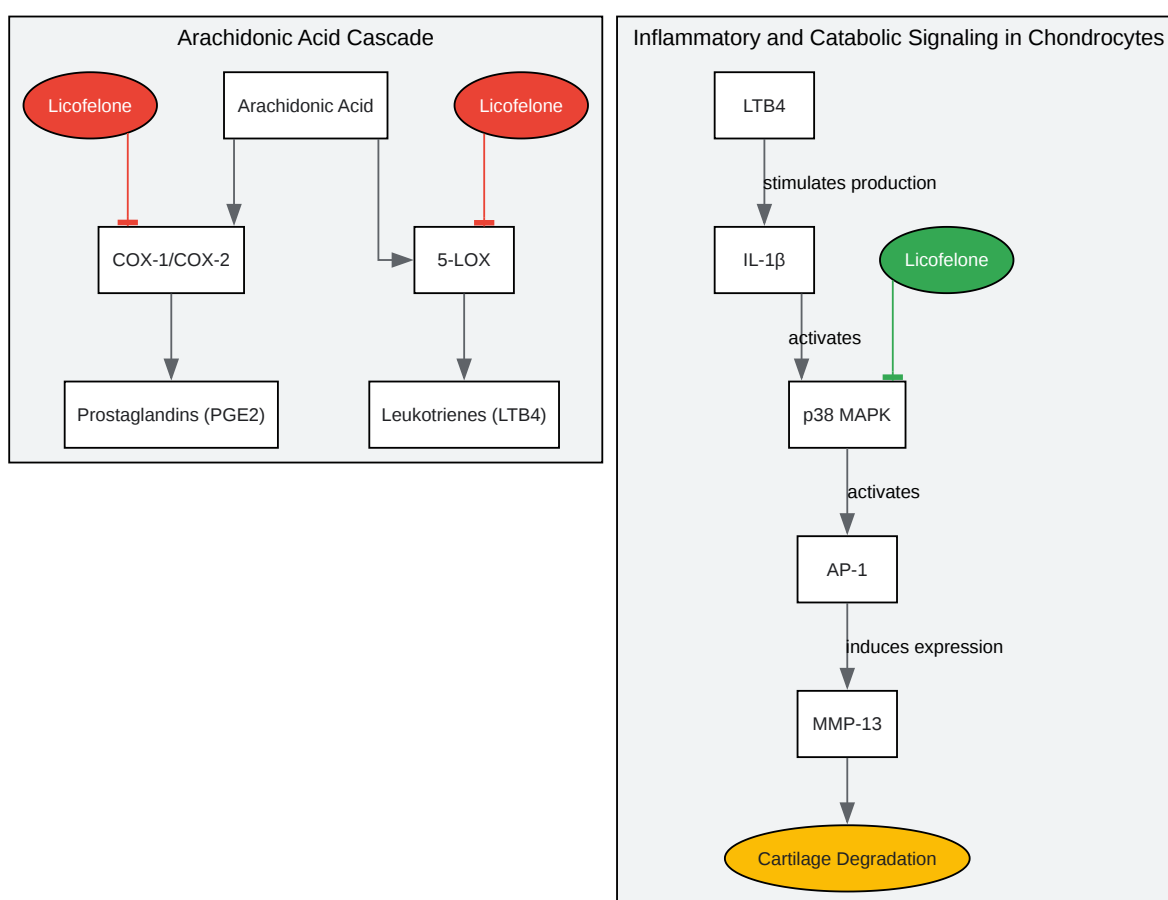 Arachidonic Acid Cascade
Licofelone
Arachidonic Acid
Licofelone
COX-1/COX-2
5-LOX
Prostaglandins (PGE2)
Leukotrienes (LTB4)
Inflammatory and Catabolic Signaling in Chondrocytes
LTB4
stimulates production
IL-1β
Licofelone
activates
p38 MAPK
activates
AP-1
induces expression
MMP-13
Cartilage Degradation